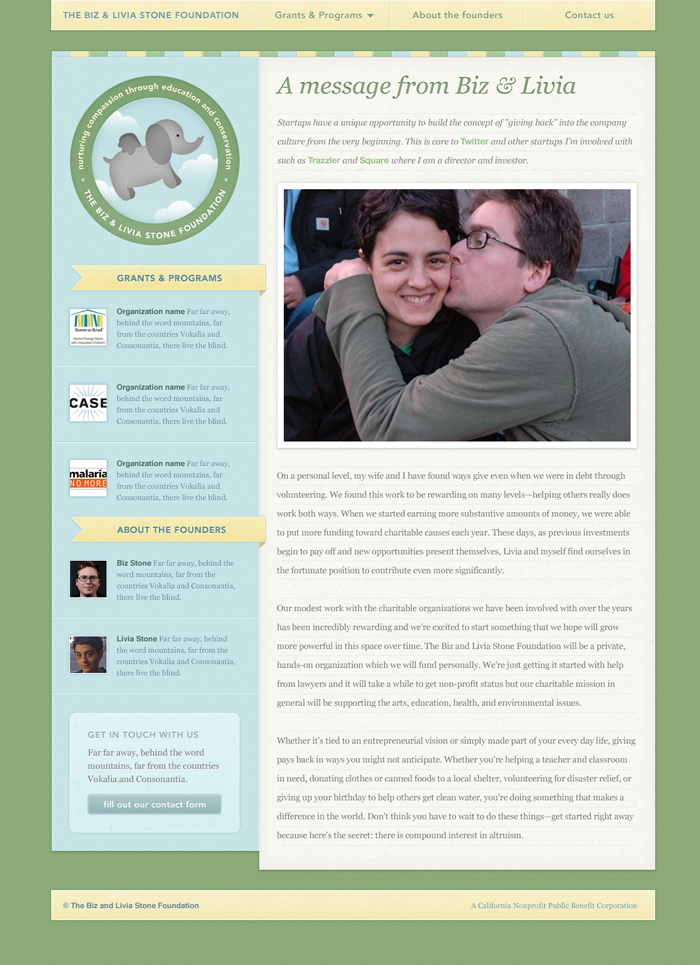 THE BIZ & LIVIA STONE FOUNDATION
Grants & Programs
About the founders
Contact us
nurturing compassion through education and conservation
THE BIZ & LIVIA STONE FOUNDATION
GRANTS & PROGRAMS
Room to Read
World Change Starts
with Educated Children
Organization name Far far away,
behind the word mountains, far
from the countries Vokalia and
Consonantia, there live the blind.
CASE
Organization name Far far away,
behind the word mountains, far
from the countries Vokalia and
Consonantia, there live the blind.
malaria
NO MORE
Organization name Far far away,
behind the word mountains, far
from the countries Vokalia and
Consonantia, there live the blind.
ABOUT THE FOUNDERS
Biz Stone Far far away, behind the
word mountains, far from the
countries Vokalia and Consonantia,
there live the blind.
Livia Stone Far far away, behind
the word mountains, far from the
countries Vokalia and Consonantia,
there live the blind.
GET IN TOUCH WITH US
Far far away, behind the word
mountains, far from the countries
Vokalia and Consonantia.
fill out our contact form
A message from Biz & Livia
Startups have a unique opportunity to build the concept of "giving back" into the company
culture from the very beginning. This is core to Twitter and other startups I'm involved with
such as Trazzler and Square where I am a director and investor.
On a personal level, my wife and I have found ways give even when we were in debt through
volunteering. We found this work to be rewarding on many levels—helping others really does
work both ways. When we started earning more substantive amounts of money, we were able
to put more funding toward charitable causes each year. These days, as previous investments
begin to pay off and new opportunities present themselves, Livia and myself find ourselves in
the fortunate position to contribute even more significantly.
Our modest work with the charitable organizations we have been involved with over the years
has been incredibly rewarding and we're excited to start something that we hope will grow
more powerful in this space over time. The Biz and Livia Stone Foundation will be a private,
hands-on organization which we will fund personally. We're just getting it started with help
from lawyers and it will take a while to get non-profit status but our charitable mission in
general will be supporting the arts, education, health, and environmental issues.
Whether it's tied to an entrepreneurial vision or simply made part of your every day life, giving
pays back in ways you might not anticipate. Whether you're helping a teacher and classroom
in need, donating clothes or canned foods to a local shelter, volunteering for disaster relief, or
giving up your birthday to help others get clean water, you're doing something that makes a
difference in the world. Don't think you have to wait to do these things—get started right away
because here's the secret: there is compound interest in altruism.
© The Biz and Livia Stone Foundation
A California Nonprofit Public Benefit Corporation